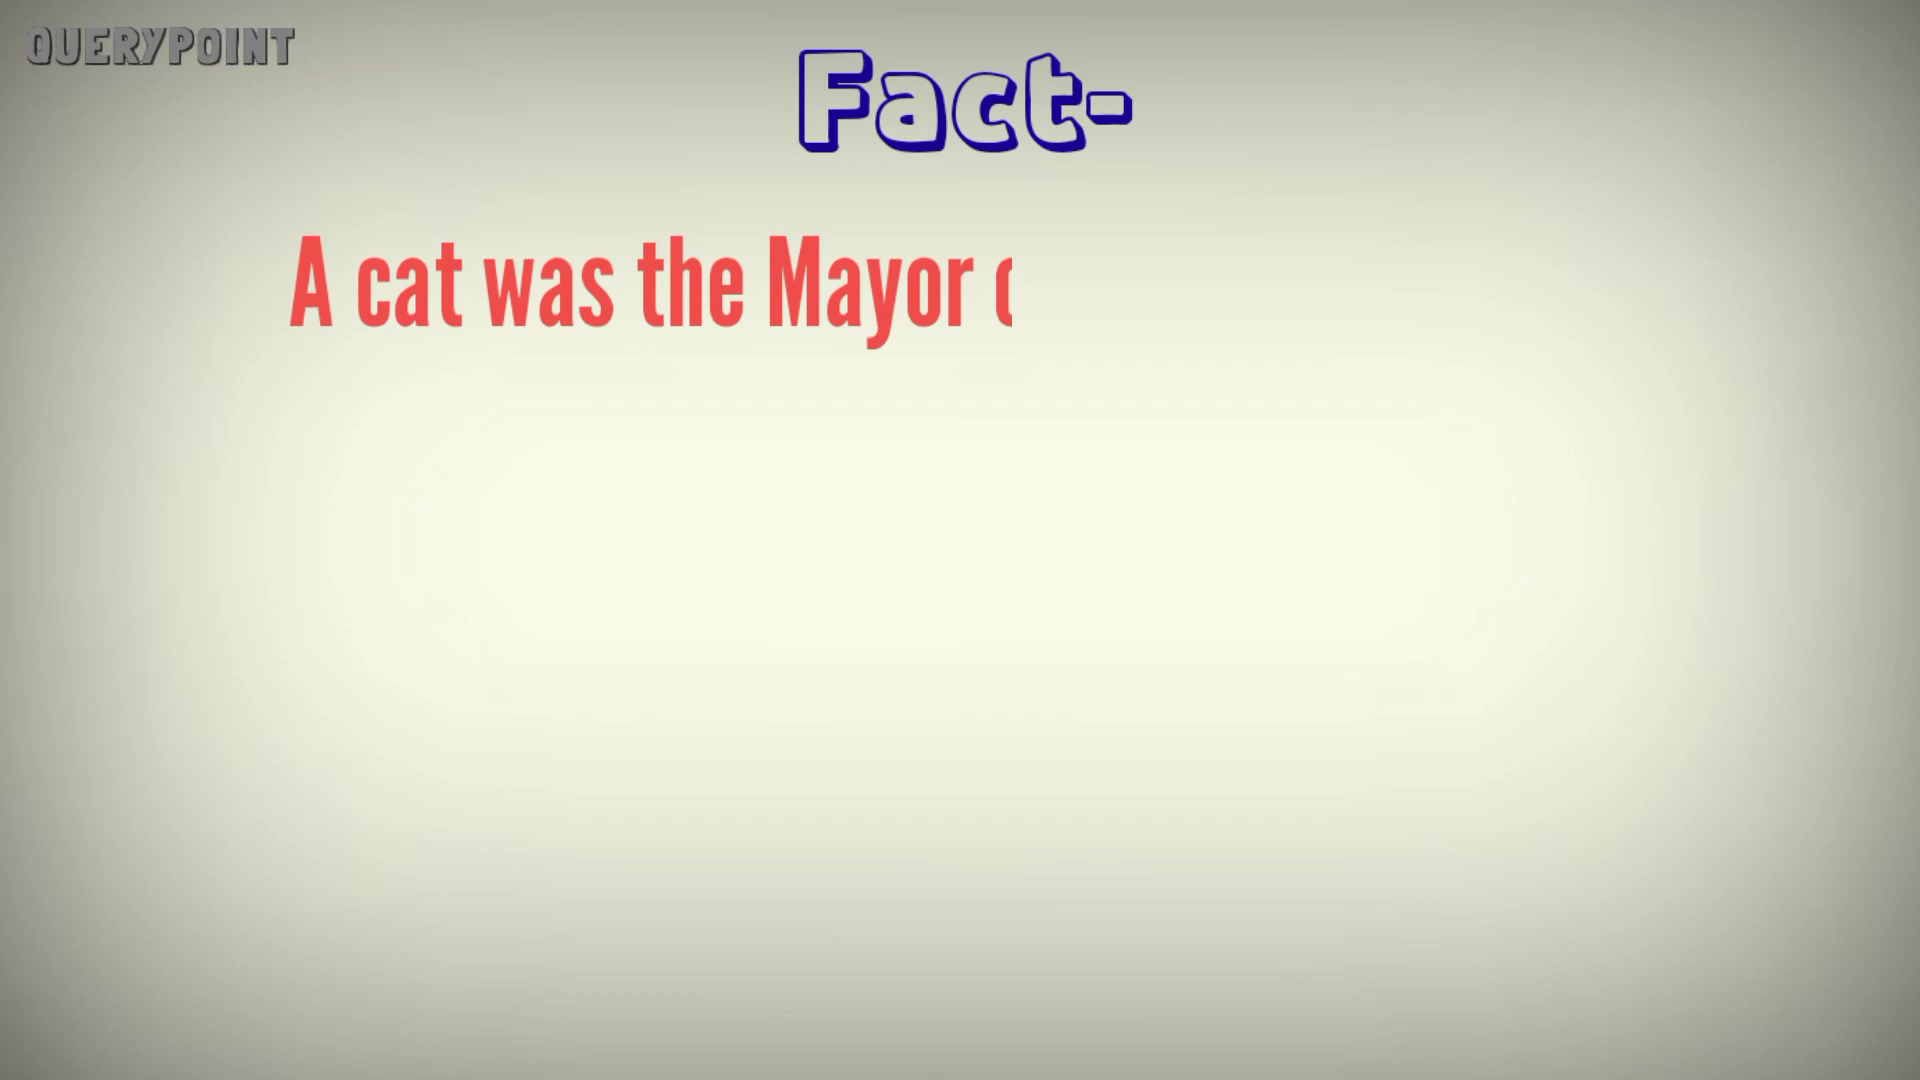 QUERYPOINT
Fact-
A cat was the Mayor